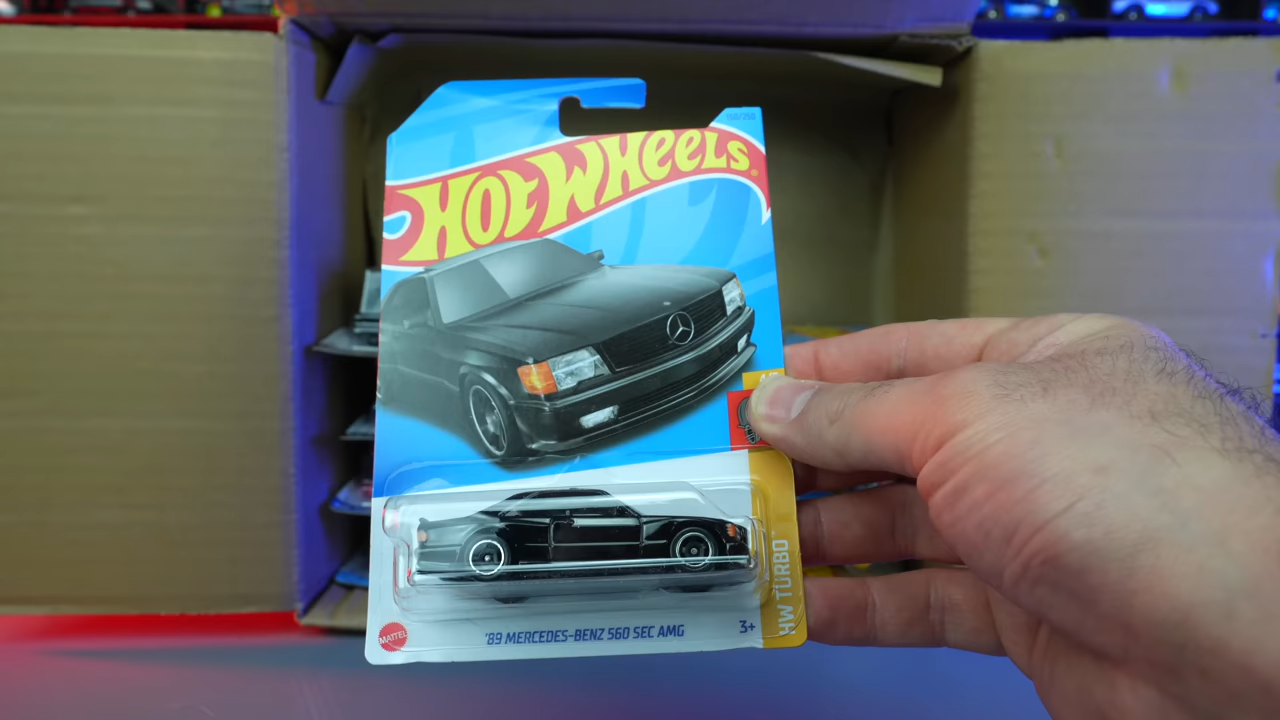 HOT WHEELS
MATTEL
'89 MERCEDES-BENZ 560 SEC AMG
3+
HW TURBO